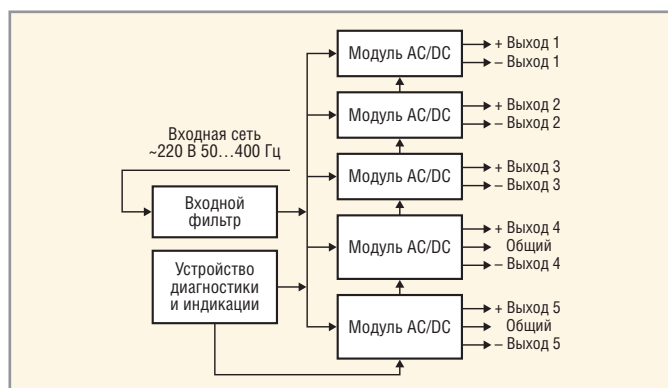 Входная сеть
~220 В 50...400 Гц
Входной
фильтр
Устройство
диагностики
и индикации
Модуль AC/DC
+ Выход 1
– Выход 1
Модуль AC/DC
+ Выход 2
– Выход 2
Модуль AC/DC
+ Выход 3
– Выход 3
Модуль AC/DC
+ Выход 4
Общий
– Выход 4
Модуль AC/DC
+ Выход 5
Общий
– Выход 5